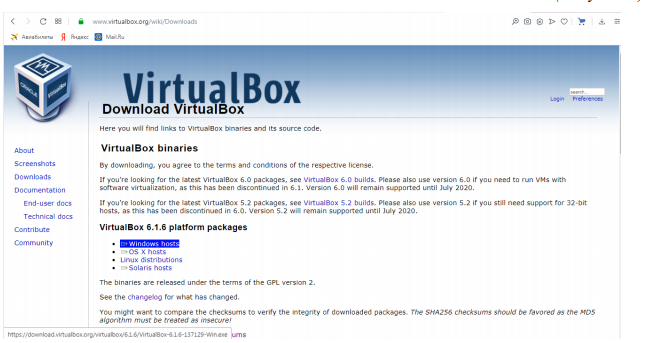 www.virtualbox.org/wiki/Downloads
Авиабилеты Яндекс Mail.Ru
ORACLE
VirtualBox
VirtualBox
search...
Login Preferences
Download VirtualBox
Here you will find links to VirtualBox binaries and its source code.
About
Screenshots
Downloads
Documentation
End-user docs
Technical docs
Contribute
Community
VirtualBox binaries
By downloading, you agree to the terms and conditions of the respective license.
If you're looking for the latest VirtualBox 6.0 packages, see VirtualBox 6.0 builds. Please also use version 6.0 if you need to run VMs with
software virtualization, as this has been discontinued in 6.1. Version 6.0 will remain supported until July 2020.
If you're looking for the latest VirtualBox 5.2 packages, see VirtualBox 5.2 builds. Please also use version 5.2 if you still need support for 32-bit
hosts, as this has been discontinued in 6.0. Version 5.2 will remain supported until July 2020.
VirtualBox 6.1.6 platform packages
Windows hosts
OS X hosts
Linux distributions
Solaris hosts
The binaries are released under the terms of the GPL version 2.
See the changelog for what has changed.
You might want to compare the checksums to verify the integrity of downloaded packages. The SHA256 checksums should be favored as the MD5
algorithm must be treated as insecure!
https://download.virtualbox.org/virtualbox/6.1.6/VirtualBox-6.1.6-137129-Win.exe ums